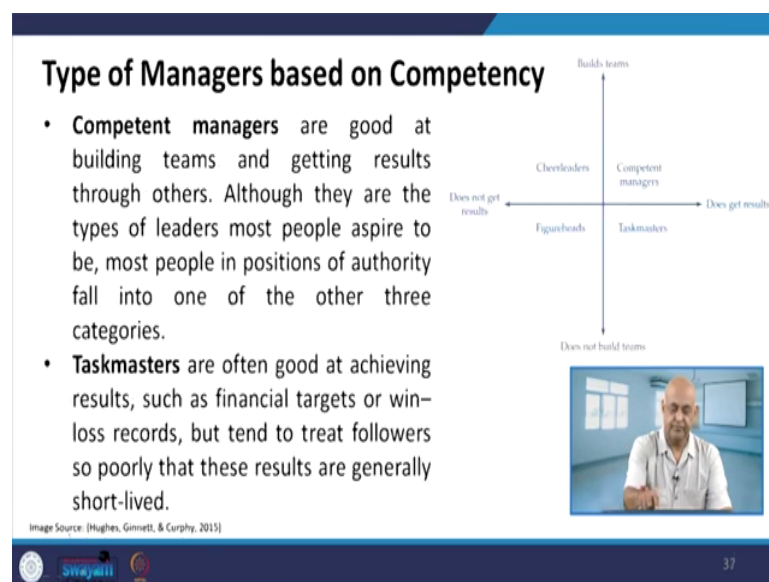 Type of Managers based on Competency
• Competent managers are good at
building teams and getting results
through others. Although they are the
types of leaders most people aspire to
be, most people in positions of authority
fall into one of the other three
categories.
• Taskmasters are often good at achieving
results, such as financial targets or win–
loss records, but tend to treat followers
so poorly that these results are generally
short-lived.
Image Source: (Hughes, Ginnett, & Curphy, 2015)
Builds teams
Cheerleaders
Competent
managers
Does not get
results
Does get results
Figureheads
Taskmasters
Does not build teams
swayam
37